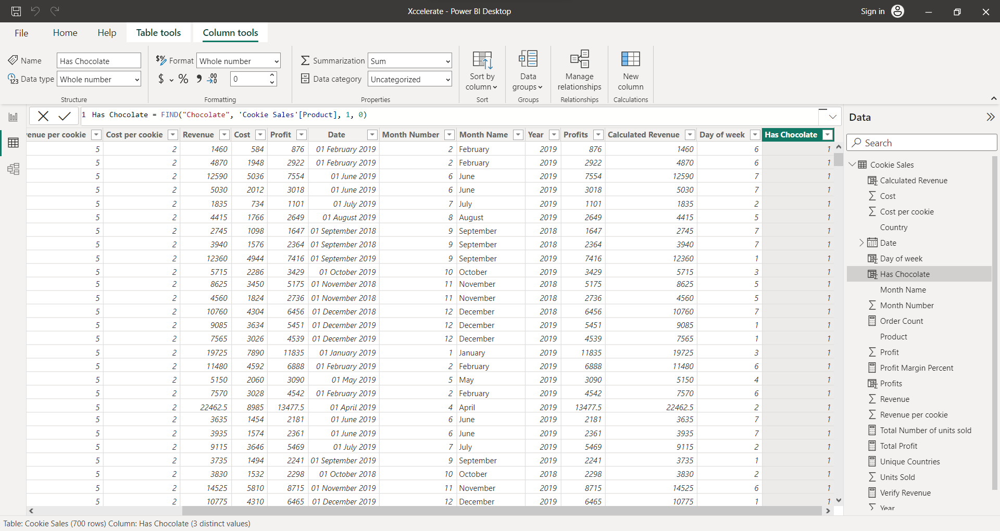 Xccelerate - Power BI Desktop
Sign in
File Home Help Table tools Column tools
Name Has Chocolate
Data type Whole number
Structure
Format Whole number
$ % 0
Formatting
Summarization Sum
Data category Uncategorized
Properties
Sort by column
Sort
Data groups
Groups
Manage relationships
Relationships
New column
Calculations
1 Has Chocolate = FIND("Chocolate", 'Cookie Sales'[Product], 1, 0)
enue per cookie Cost per cookie Revenue Cost Profit Date Month Number Month Name Year Profits Calculated Revenue Day of week Has Chocolate
5 2 1460 584 876 01 February 2019 2 February 2019 876 1460 6 1
5 2 4870 1948 2922 01 February 2019 2 February 2019 2922 4870 6 1
5 2 12590 5036 7554 01 June 2019 6 June 2019 7554 12590 7 1
5 2 5030 2012 3018 01 June 2019 6 June 2019 3018 5030 7 1
5 2 1835 734 1101 01 July 2019 7 July 2019 1101 1835 2 1
5 2 4415 1766 2649 01 August 2019 8 August 2019 2649 4415 5 1
5 2 2745 1098 1647 01 September 2018 9 September 2018 1647 2745 7 1
5 2 3940 1576 2364 01 September 2018 9 September 2018 2364 3940 7 1
5 2 12360 4944 7416 01 September 2019 9 September 2019 7416 12360 1 1
5 2 5715 2286 3429 01 October 2019 10 October 2019 3429 5715 3 1
5 2 8625 3450 5175 01 November 2018 11 November 2018 5175 8625 5 1
5 2 4560 1824 2736 01 November 2018 11 November 2018 2736 4560 5 1
5 2 10760 4304 6456 01 December 2018 12 December 2018 6456 10760 7 1
5 2 9085 3634 5451 01 December 2019 12 December 2019 5451 9085 1 1
5 2 7565 3026 4539 01 December 2019 12 December 2019 4539 7565 1 1
5 2 19725 7890 11835 01 January 2019 1 January 2019 11835 19725 3 1
5 2 11480 4592 6888 01 February 2019 2 February 2019 6888 11480 6 1
5 2 5150 2060 3090 01 May 2019 5 May 2019 3090 5150 4 1
5 2 7570 3028 4542 01 February 2019 2 February 2019 4542 7570 6 1
5 2 22462.5 8985 13477.5 01 April 2019 4 April 2019 13477.5 22462.5 2 1
5 2 3635 1454 2181 01 June 2019 6 June 2019 2181 3635 7 1
5 2 3935 1574 2361 01 June 2019 6 June 2019 2361 3935 7 1
5 2 9115 3646 5469 01 July 2019 7 July 2019 5469 9115 2 1
5 2 3735 1494 2241 01 September 2019 9 September 2019 2241 3735 1 1
5 2 3830 1532 2298 01 October 2018 10 October 2018 2298 3830 2 1
5 2 14525 5810 8715 01 November 2019 11 November 2019 8715 14525 6 1
5 2 10775 4310 6465 01 December 2019 12 December 2019 6465 10775 1 1
Data
Search
Cookie Sales
Calculated Revenue
Cost
Cost per cookie
Country
Date
Day of week
Has Chocolate
Month Name
Month Number
Order Count
Product
Profit
Profit Margin Percent
Profits
Revenue
Revenue per cookie
Total Number of units sold
Total Profit
Unique Countries
Units Sold
Verify Revenue
Year
Table: Cookie Sales (700 rows) Column: Has Chocolate (3 distinct values)